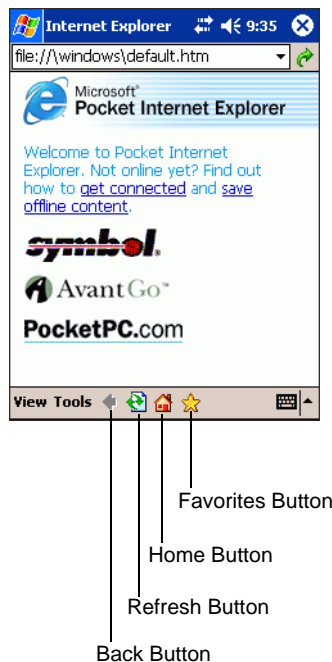 Internet Explorer 9:35
file://\windows\default.htm
Microsoft®
Pocket Internet Explorer
Welcome to Pocket Internet
Explorer. Not online yet? Find out
how to get connected and save
offline content.
symbol.
AvantGo™
PocketPC.com
View Tools
Favorites Button
Home Button
Refresh Button
Back Button